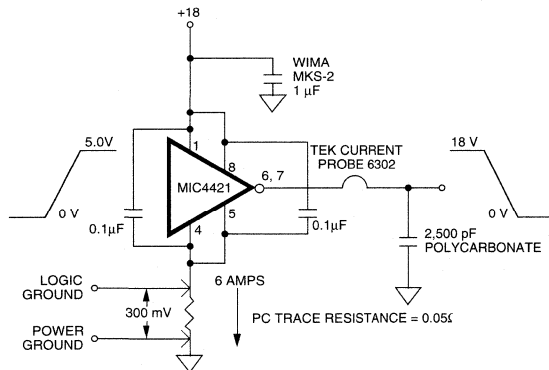 +18
WIMA
MKS-2
1 μF
5.0V
0 V
0.1μF
1
8
MIC4421
6, 7
4
5
0.1μF
TEK CURRENT
PROBE 6302
18 V
0 V
2,500 pF
POLYCARBONATE
LOGIC
GROUND
300 mV
POWER
GROUND
6 AMPS
PC TRACE RESISTANCE = 0.05Ω